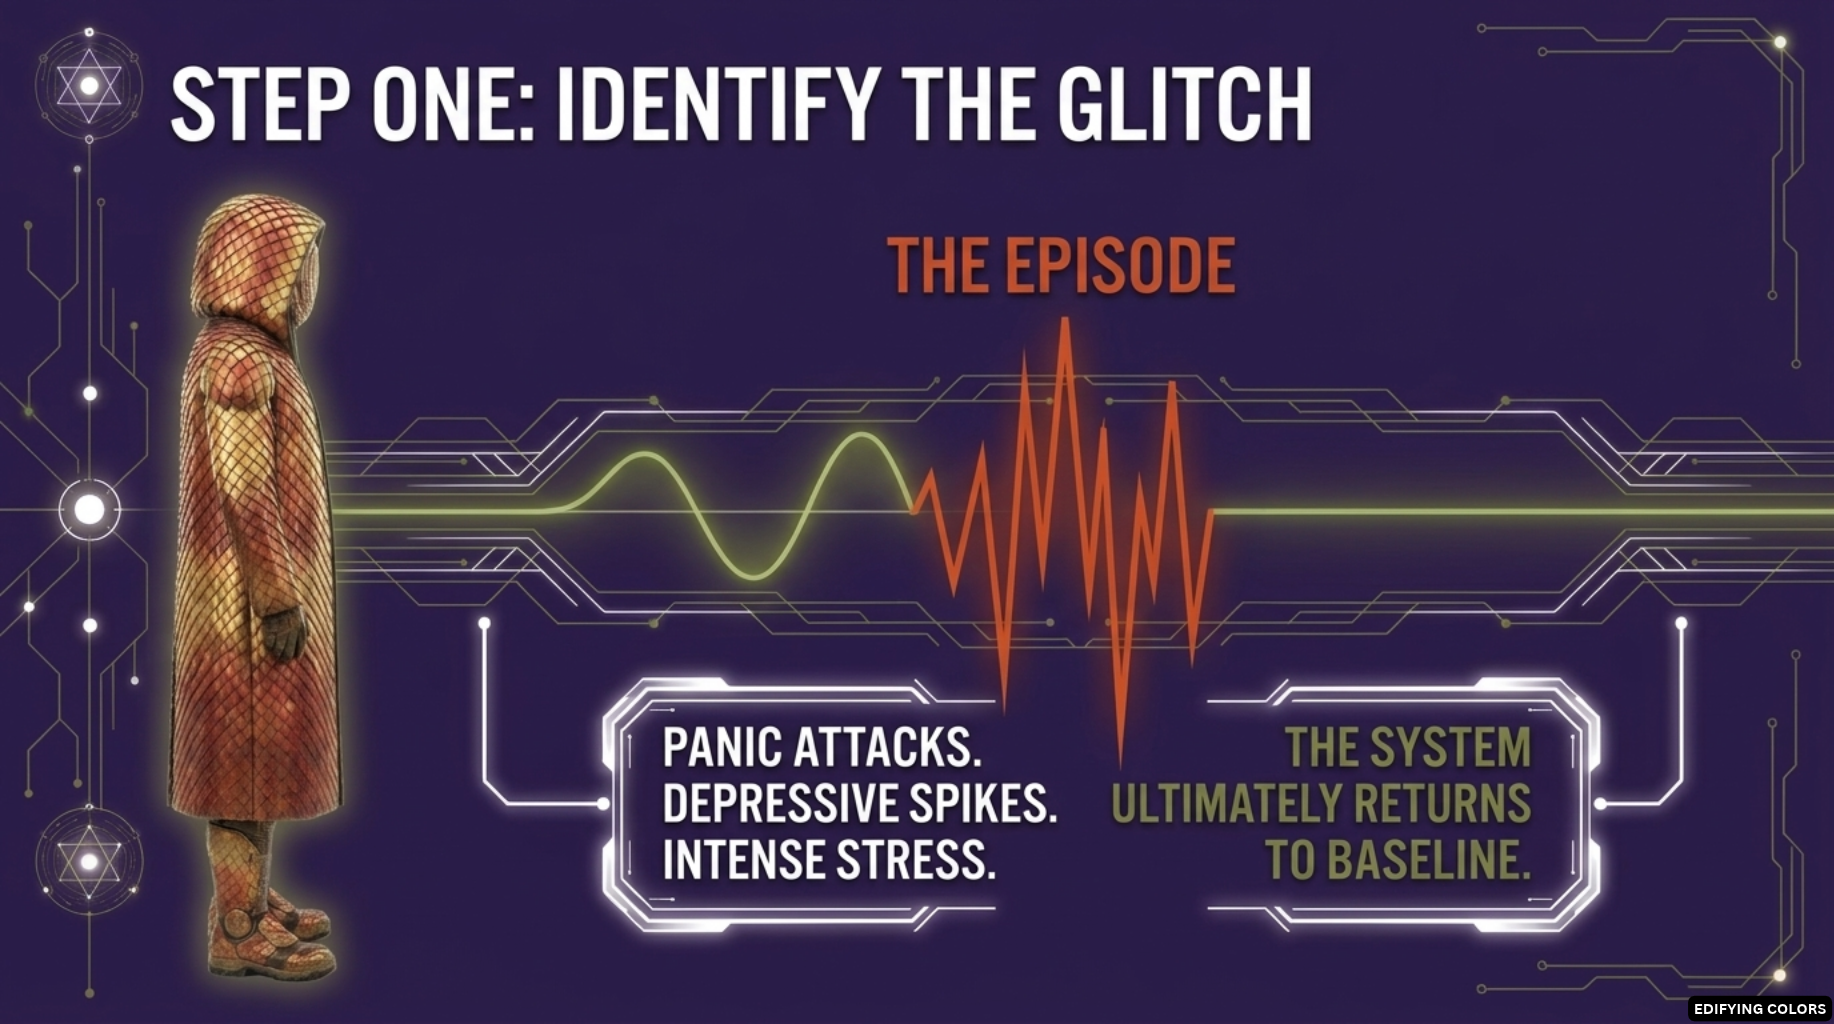 STEP ONE: IDENTIFY THE GLITCH
THE EPISODE
PANIC ATTACKS.
DEPRESSIVE SPIKES.
INTENSE STRESS.
THE SYSTEM
ULTIMATELY RETURNS
TO BASELINE.
EDIFYING COLORS